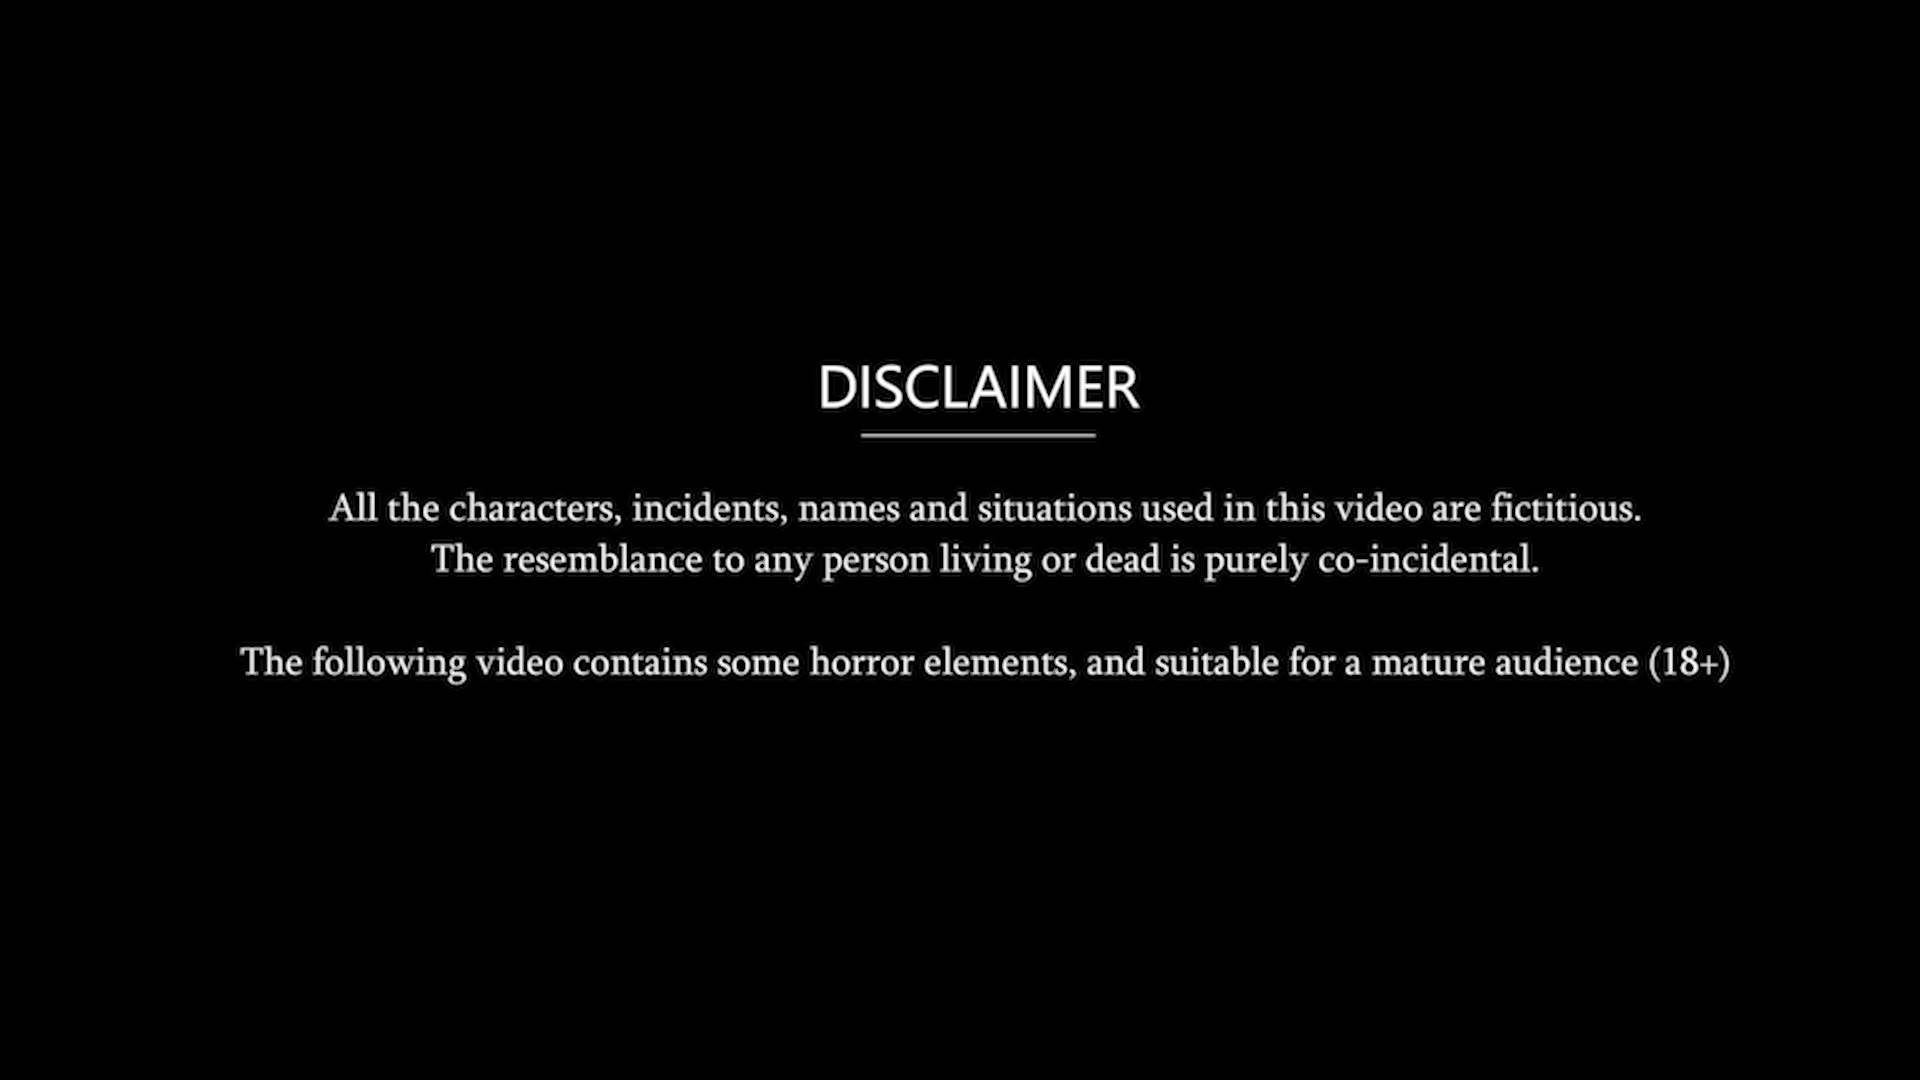 DISCLAIMER
All the characters, incidents, names and situations used in this video are fictitious.
The resemblance to any person living or dead is purely co-incidental.
The following video contains some horror elements, and suitable for a mature audience (18+)